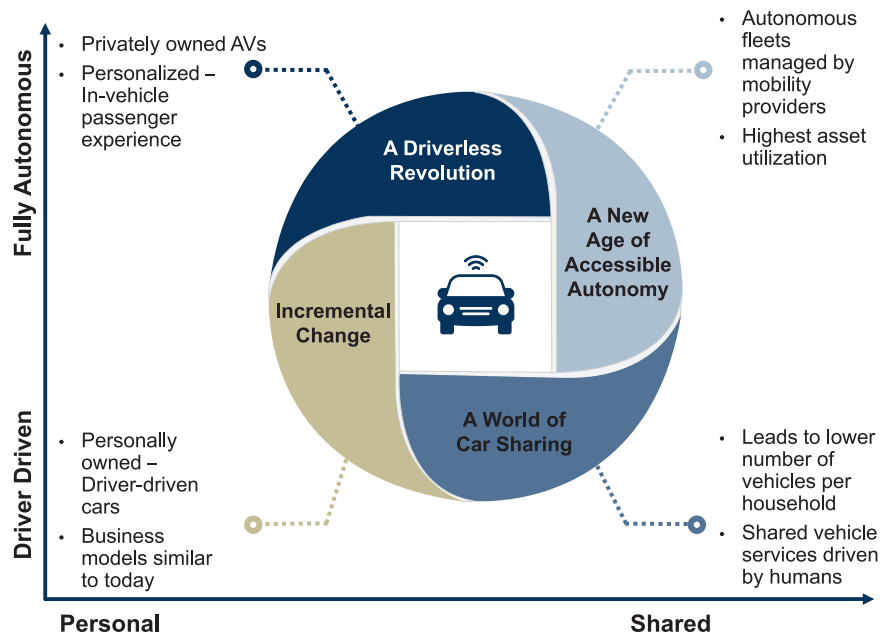 Fully Autonomous
Driver Driven
• Privately owned AVs
• Personalized –
In-vehicle
passenger
experience
• Autonomous
fleets
managed by
mobility
providers
• Highest asset
utilization
A Driverless
Revolution
A New
Age of
Accessible
Autonomy
Incremental
Change
A World of
Car Sharing
• Personally
owned –
Driver-driven
cars
• Business
models similar
to today
• Leads to lower
number of
vehicles per
household
• Shared vehicle
services driven
by humans
Personal
Shared